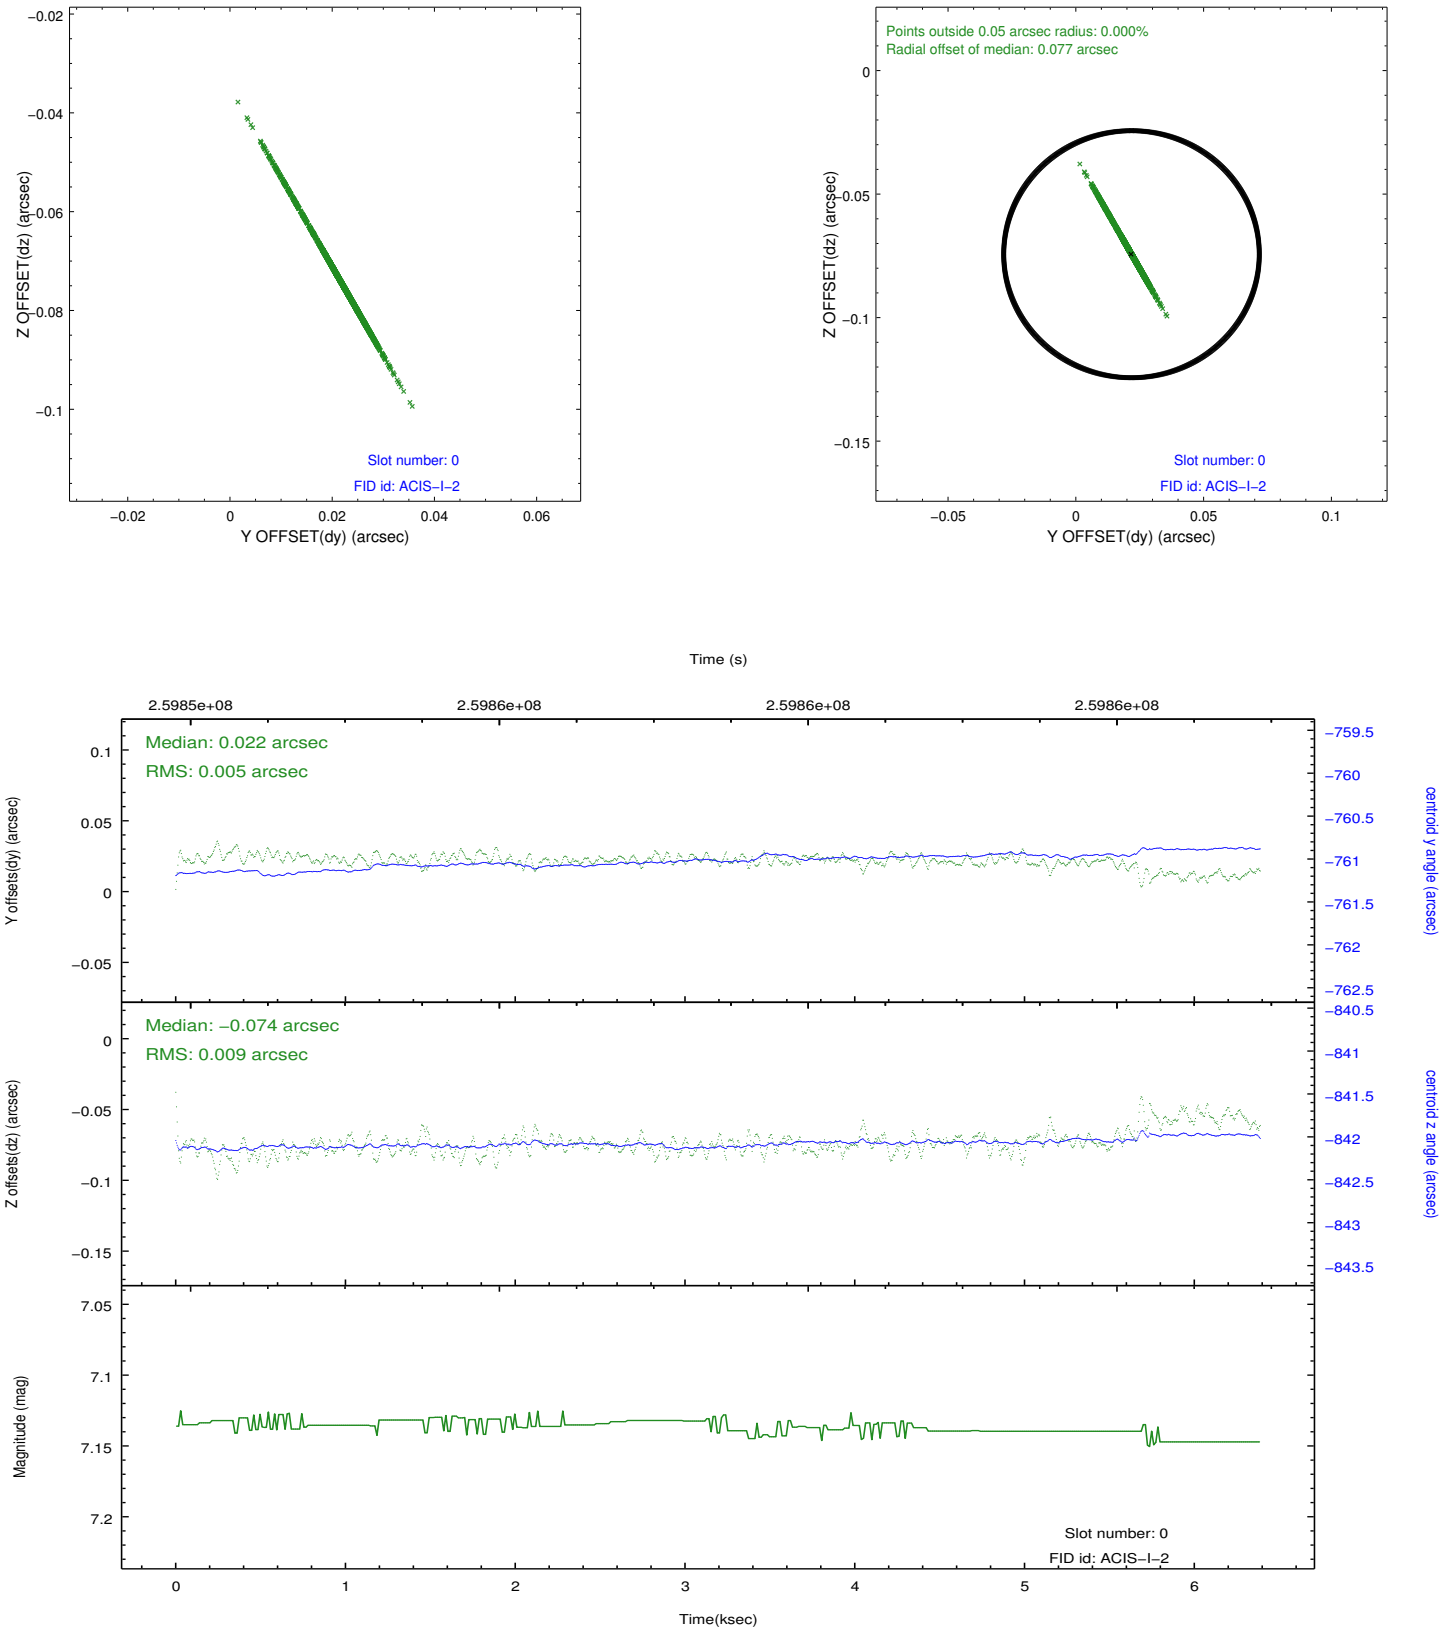 −0.02
−0.04
−0.06
−0.08
−0.1
Z OFFSET(dz) (arcsec)
Slot number: 0
FID id: ACIS−I−2
−0.02
0
0.02
0.04
0.06
Y OFFSET(dy) (arcsec)
Points outside 0.05 arcsec radius: 0.000%
Radial offset of median: 0.077 arcsec
0
−0.05
−0.1
−0.15
Z OFFSET(dz) (arcsec)
Slot number: 0
FID id: ACIS−I−2
−0.05
0
0.05
0.1
Y OFFSET(dy) (arcsec)
Time (s)
2.5985e+08
2.5986e+08
2.5986e+08
2.5986e+08
Median: 0.022 arcsec
RMS: 0.005 arcsec
0.1
0.05
0
−0.05
Y offsets(dy) (arcsec)
−759.5
−760
−760.5
−761
−761.5
−762
−762.5
centroid y angle (arcsec)
Median: −0.074 arcsec
RMS: 0.009 arcsec
0
−0.05
−0.1
−0.15
Z offsets(dz) (arcsec)
−840.5
−841
−841.5
−842
−842.5
−843
−843.5
centroid z angle (arcsec)
7.05
7.1
7.15
7.2
Magnitude (mag)
Slot number: 0
FID id: ACIS−I−2
0
1
2
3
4
5
6
Time(ksec)